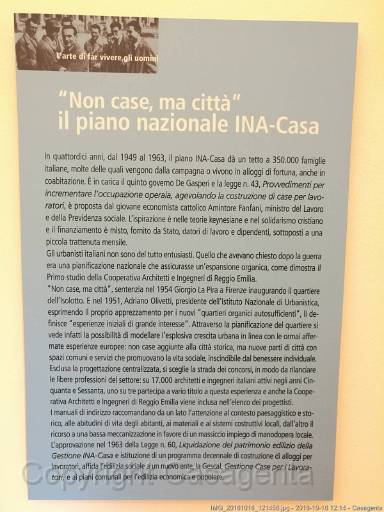 L'arte di far vivere gli uomini
"Non case, ma città"
il piano nazionale INA-Casa
In quattordici anni, dal 1949 al 1963, il piano INA-Casa dà un tetto a 350.000 famiglie
italiane, molte delle quali vengono dalla campagna o vivono in alloggi di fortuna, anche in
coabitazione. È in carica il quinto governo De Gasperi e la legge n. 43, Provvedimenti per
incrementare l'occupazione operaia, agevolando la costruzione di case per lavo-
ratori, è proposta dal giovane economista cattolico Amintore Fanfani, ministro del Lavoro
e della Previdenza sociale. L'ispirazione è nelle teorie keynesiane e nel solidarismo cristiano
e il finanziamento è misto, fornito da Stato, datori di lavoro e dipendenti, sottoposti a una
piccola trattenuta mensile.
Gli urbanisti italiani non sono del tutto entusiasti. Quello che avevano chiesto dopo la guerra
era una pianificazione nazionale che assicurasse un'espansione organica, come dimostra il
Primo studio della Cooperativa Architetti e Ingegneri di Reggio Emilia.
"Non case, ma città", sentenzia nel 1954 Giorgio La Pira a Firenze inaugurando il quartiere
dell'Isolotto. E nel 1951, Adriano Olivetti, presidente dell'Istituto Nazionale di Urbanistica,
esprimendo il proprio apprezzamento per i nuovi "quartieri organici autosufficienti", li de-
finisce "esperienze iniziali di grande interesse". Attraverso la pianificazione del quartiere si
vede infatti la possibilità di modellare l'esplosiva crescita urbana in linea con le ormai affer-
mate esperienze europee: non case aggiunte alla città storica, ma nuove parti di città con
spazi comuni e servizi che promuovano la vita sociale, inscindibile dal benessere individuale.
Esclusa la progettazione centralizzata, si sceglie la strada dei concorsi, in modo da rilanciare
le libere professioni del settore: su 17.000 architetti e ingegneri italiani attivi negli anni Cin-
quanta e Sessanta, uno su tre partecipa a vario titolo a questa esperienza e anche la Coope-
rativa Architetti e Ingegneri di Reggio Emilia viene inclusa nell'elenco dei progettisti.
I manuali di indirizzo raccomandano da un lato l'attenzione al contesto paesaggistico e sto-
rico, alle abitudini di vita degli abitanti, ai materiali e ai sistemi costruttivi locali, dall'altro il
ricorso a una bassa meccanizzazione in favore di un massiccio impiego di manodopera locale.
L'approvazione nel 1963 della Legge n. 60, Liquidazione del patrimonio edilizio della
Gestione INA-Casa e istituzione di un programma decennale di costruzione di alloggi per
lavoratori, affida l'edilizia sociale a un nuovo ente, la Gescal, Gestione Case per i Lavora-
tori, e ai piani comunali per l'edilizia economica e popolare.
Copyright: Casagenta
IMG_20161016_121456.jpg - 2016-10-16 12:14 - Casagenta